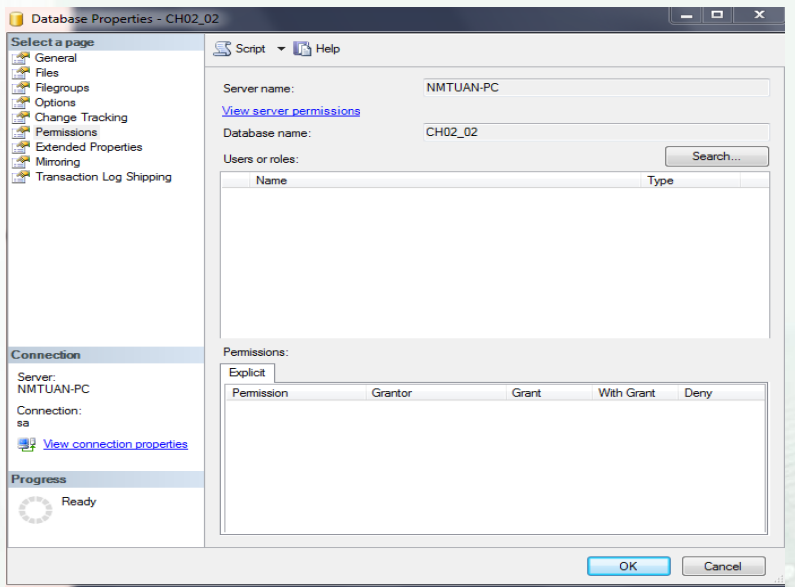 Database Properties - CH02_02
Select a page
General
Files
Filegroups
Options
Change Tracking
Permissions
Extended Properties
Mirroring
Transaction Log Shipping
Connection
Server:
NMTUAN-PC
Connection:
sa
View connection properties
Progress
Ready
Script Help
Server name: NMTUAN-PC
View server permissions
Database name: CH02_02
Users or roles: Search...
Name Type
Permissions:
Explicit
Permission Grantor Grant With Grant Deny
OK Cancel